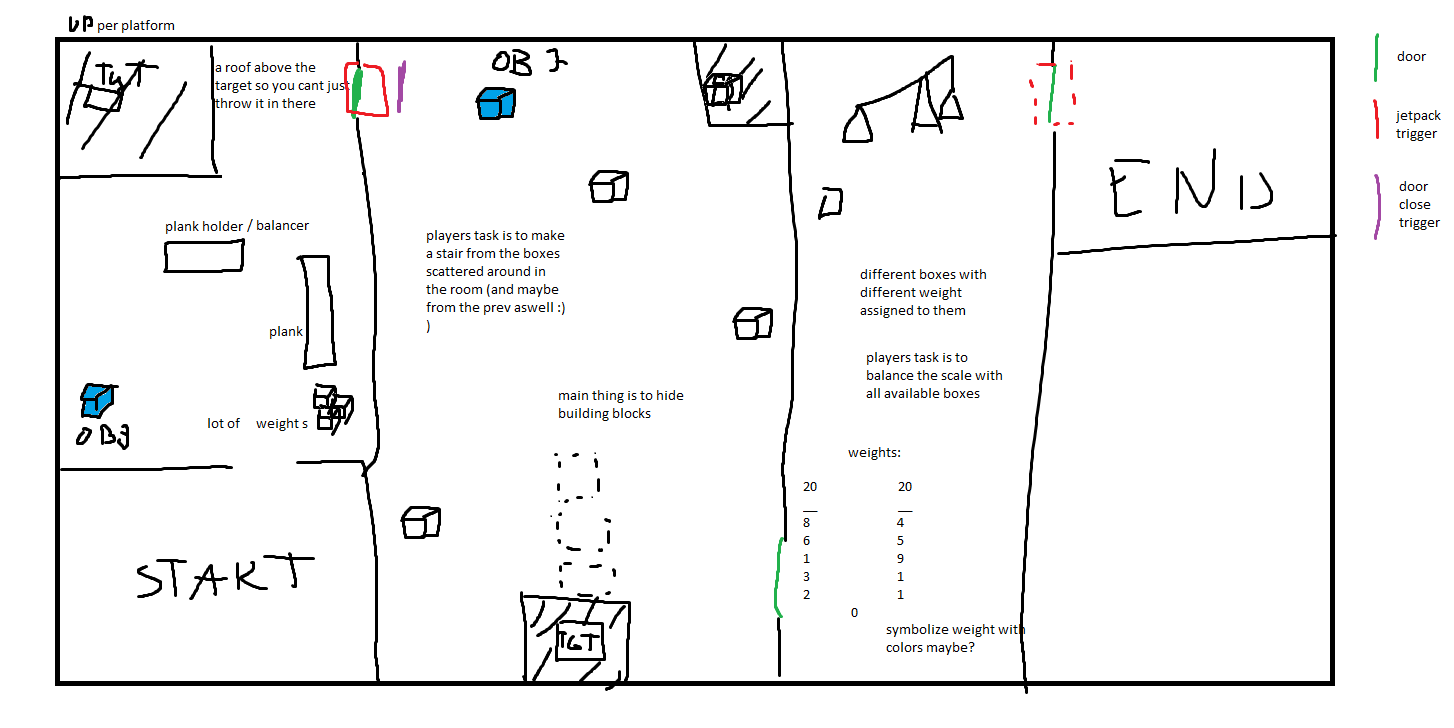 UP per platform
TGT
a roof above the
target so you cant just
throw it in there
OBJ
door
jetpack
trigger
door
close
trigger
END
plank holder / balancer
plank
players task is to make
a stair from the boxes
scattered around in
the room (and maybe
from the prev aswell :)
)
different boxes with
different weight
assigned to them
players task is to
balance the scale with
all available boxes
OBJ
lot of weight s
main thing is to hide
building blocks
START
TGT
weights:
20 20
__ __
8 4
6 5
1 9
3 1
2 1
0
symbolize weight with
colors maybe?